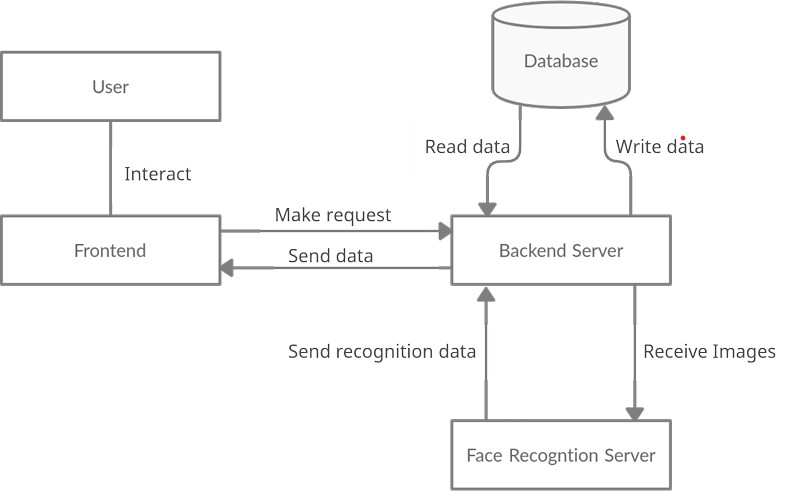 Database
User
Read data
Write data
Interact
Make request
Frontend
Backend Server
Send data
Send recognition data
Receive Images
Face Recogntion Server